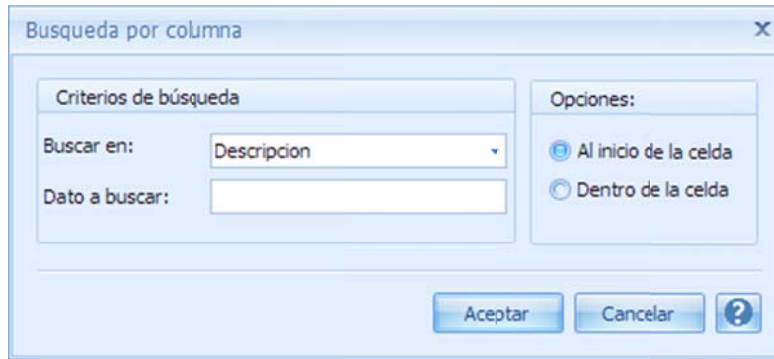 Busqueda por columna
x
Criterios de búsqueda
Buscar en:
Descripcion
Dato a buscar:
Opciones:
Al inicio de la celda
Dentro de la celda
Aceptar
Cancelar
?